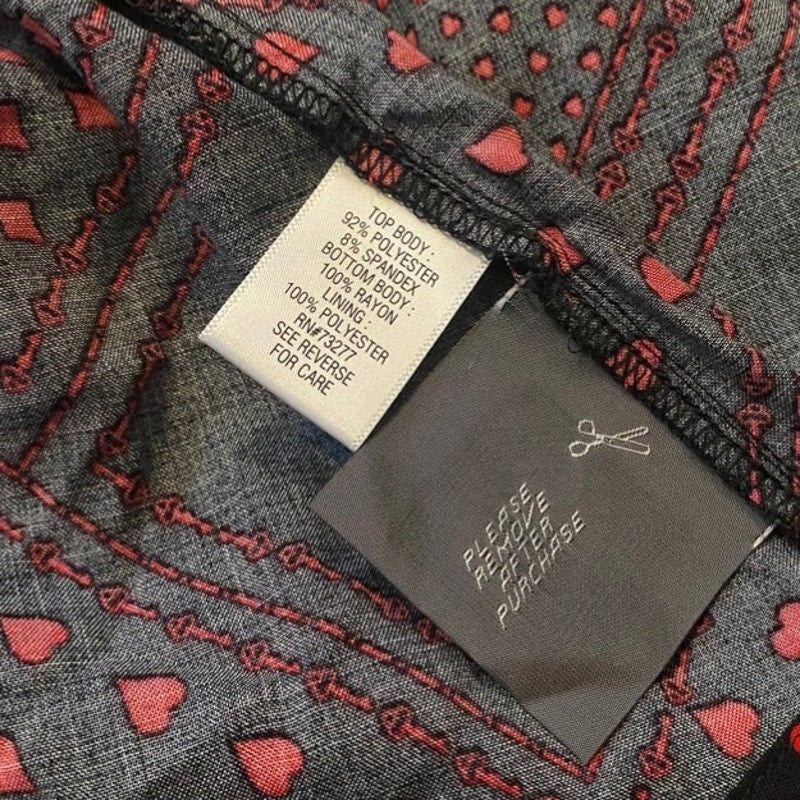 TOP BODY :
92% POLYESTER
8% SPANDEX
BOTTOM BODY :
100% RAYON
LINING :
100% POLYESTER
RN#73277
SEE REVERSE
FOR CARE
PLEASE
REMOVE
AFTER
PURCHASE